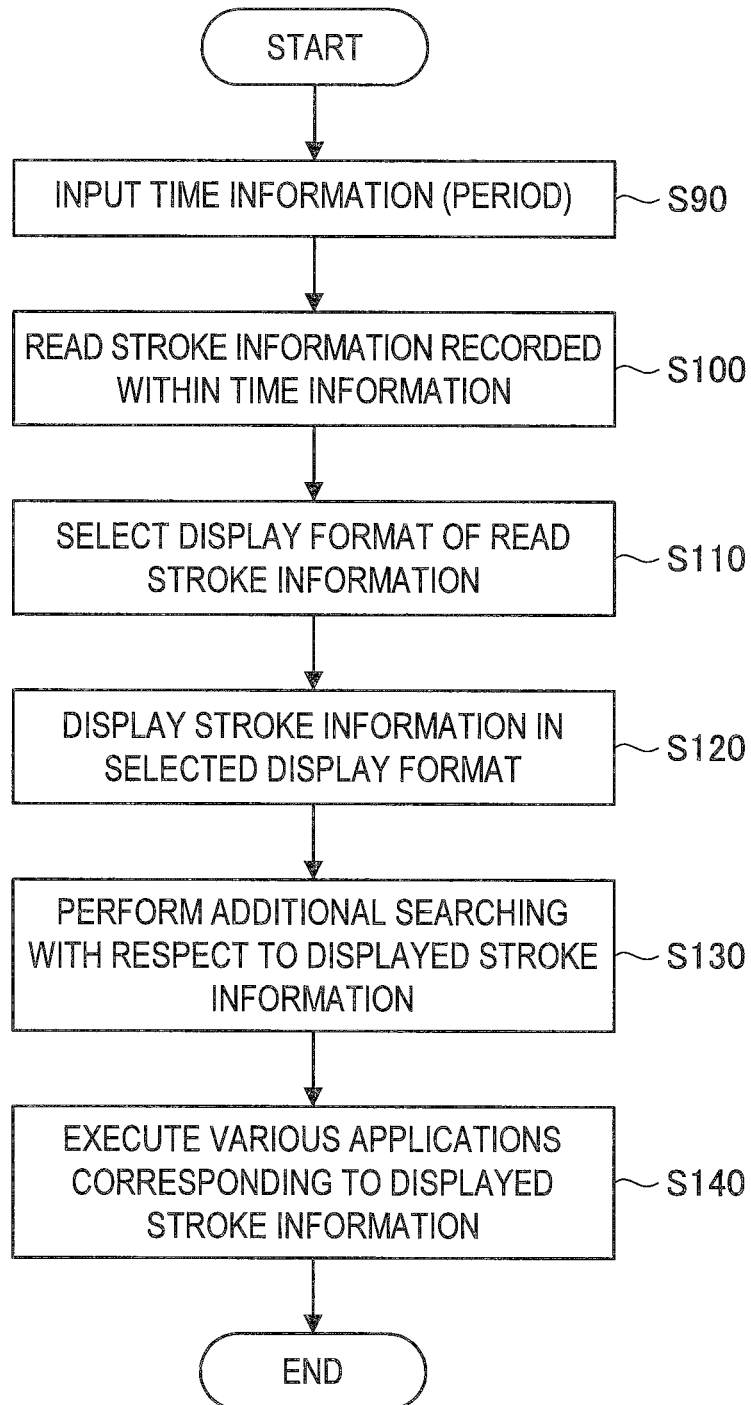 START
INPUT TIME INFORMATION (PERIOD)
S90
READ STROKE INFORMATION RECORDED
WITHIN TIME INFORMATION
S100
SELECT DISPLAY FORMAT OF READ
STROKE INFORMATION
S110
DISPLAY STROKE INFORMATION IN
SELECTED DISPLAY FORMAT
S120
PERFORM ADDITIONAL SEARCHING
WITH RESPECT TO DISPLAYED STROKE
INFORMATION
S130
EXECUTE VARIOUS APPLICATIONS
CORRESPONDING TO DISPLAYED
STROKE INFORMATION
S140
END